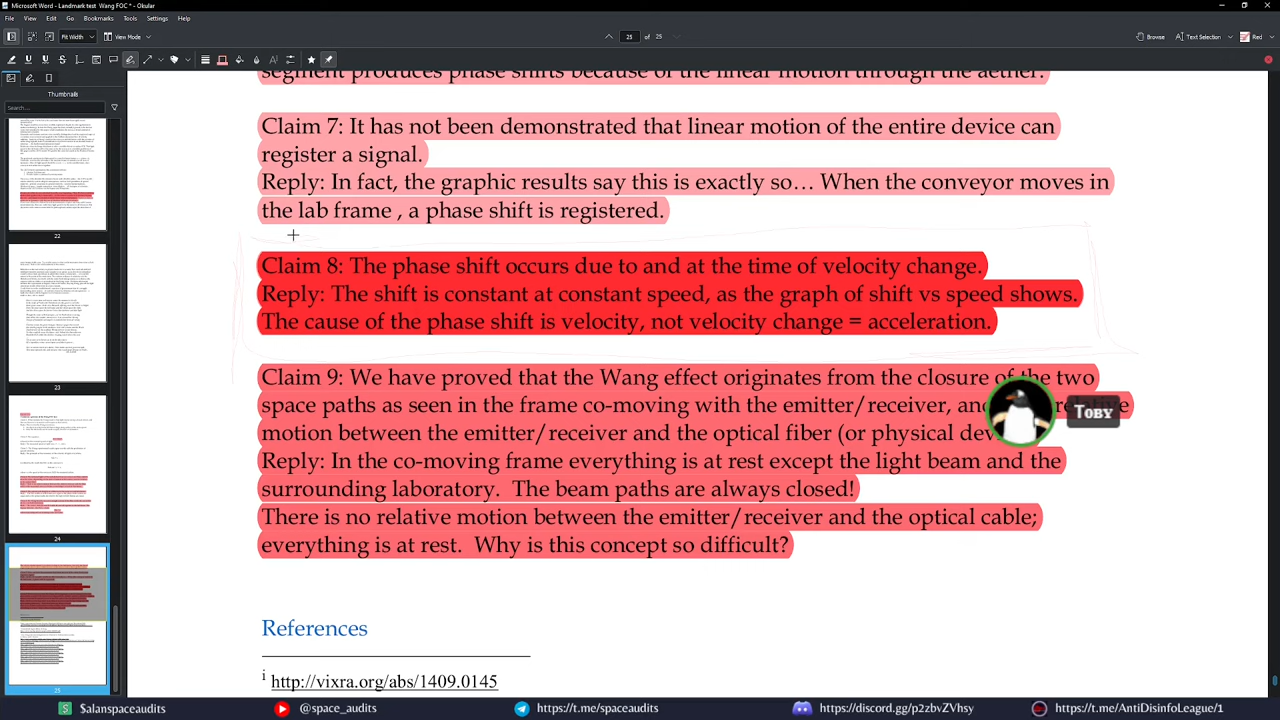 Microsoft Word - Landmark test Wang FOC * - Okular
File View Edit Go Bookmarks Tools Settings Help
Fit Width View Mode 25 of 25 Browse Text Selection Red
Thumbnails
Search...
22
23
24
25
segment produces phase shifts because of the linear motion through the aether.
Claim 7: It has not been demonstrated that linear motion of the entire device can
register a signal.
Reply: In fact the graphed results say this is exactly so… When the conveyor moves in
the lab frame , a phase shift is registered.
Claim 8: The phase shift occurs due to and at the time of velocity change.
Reply: The shift is constant at constant speed, as the graph of shift v speed shows.
The cause of the phase shift is velocity, not velocity change = acceleration.
Claim 9: We have proved that the Wang effect originates from the closure of the two
space paths as seen in the frame co-moving with the emitter/receiver, and
motion between the emitter/receiver and the optical fiber (or physical
Reply: In the co-moving frame everything is at rest except the light beam and the
surrounding laboratory. The beam path is always closed!
There is no relative motion between the emitter/receiver and the optical cable;
everything is at rest. Why is this concept so difficult?
Toby
References
i http://vixra.org/abs/1409.0145
$alanspaceaudits @space_audits https://t.me/spaceaudits https://discord.gg/p2zbvZVhsy https://t.me/AntiDisinfoLeague/1